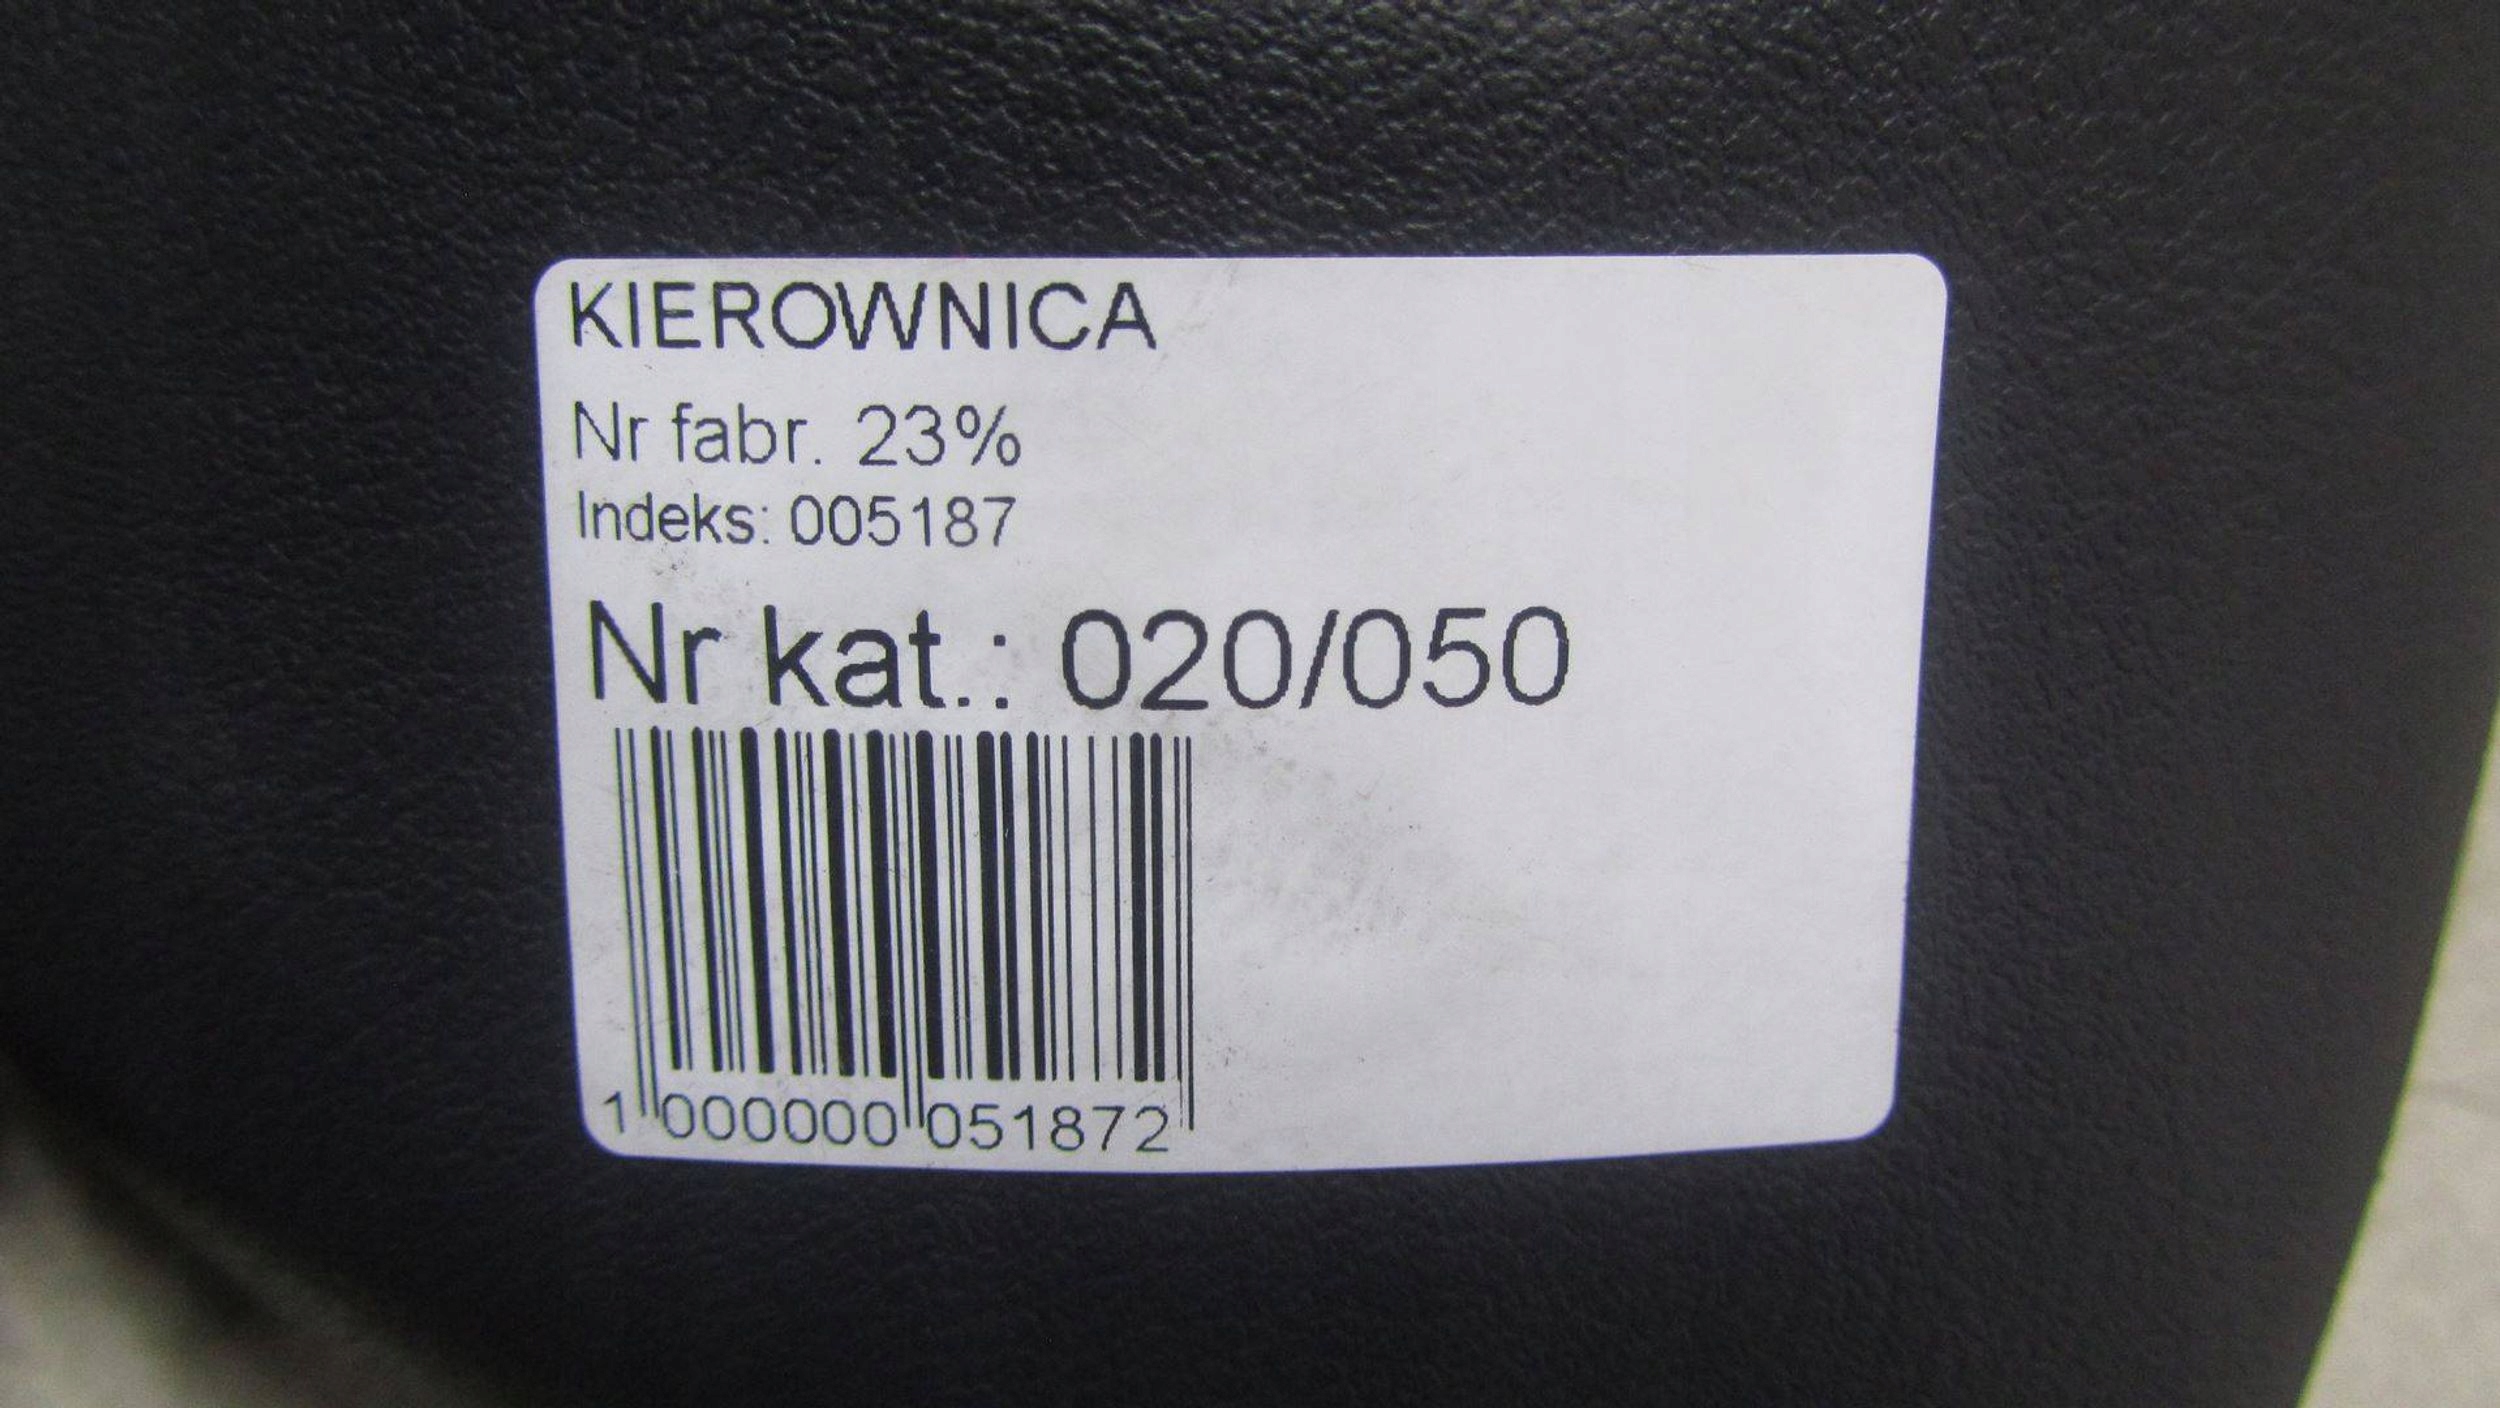 KIEROWNICA
Nr fabr. 23%
Indeks: 005187
Nr kat.: 020/050
1 000000 051872